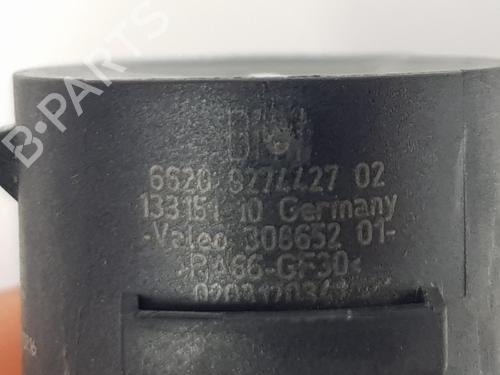 B-PARTS
BMW
6620 9274427 02
133151 10 Germany
-Valeo 306652 01-
>PA66-GF30<